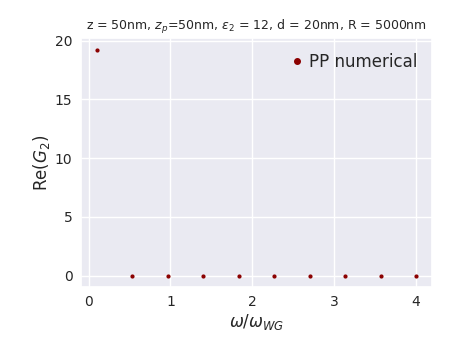 z = 50nm, z_p=50nm, ε_2 = 12, d = 20nm, R = 5000nm
20
PP numerical
15
10
5
0
Re(G_2)
0 1 2 3 4
ω/ω_WG